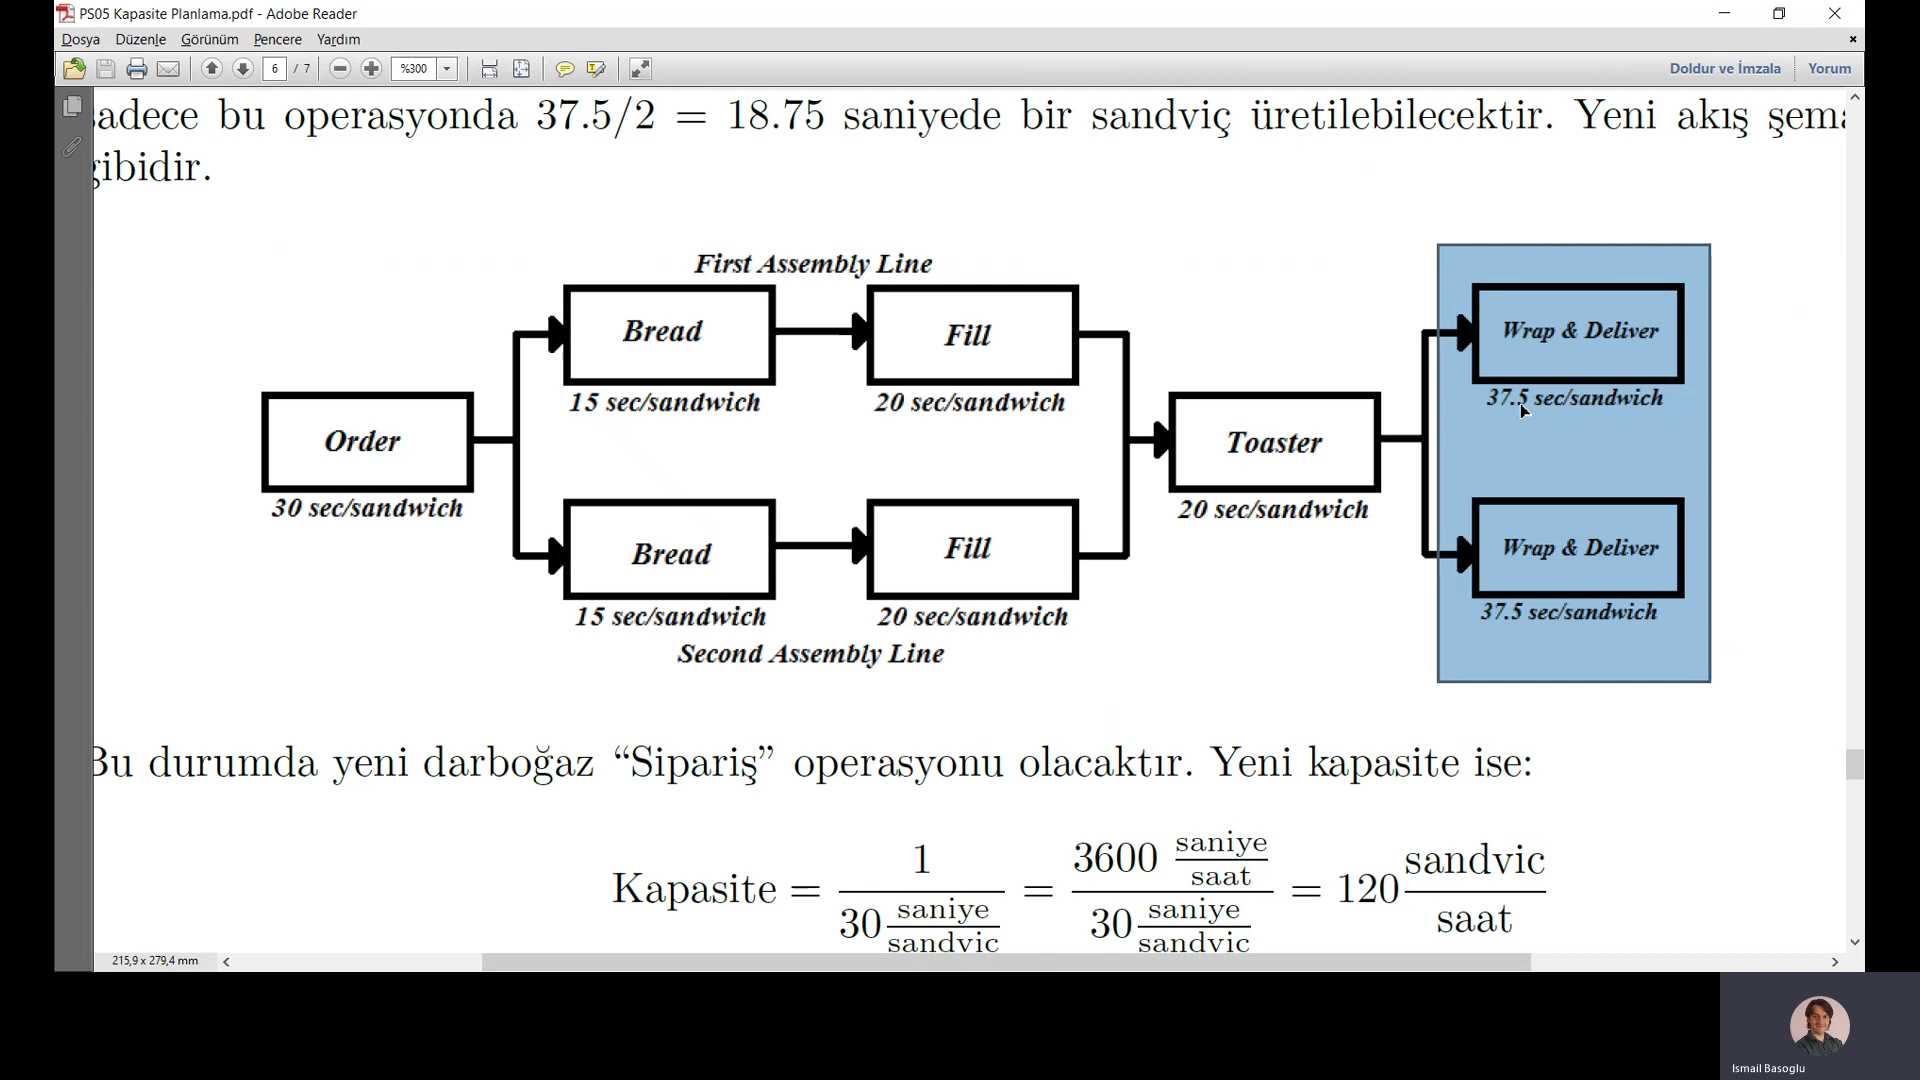 PS05 Kapasite Planlama.pdf - Adobe Reader
Dosya Düzenle Görünüm Pencere Yardım
6 / 7 %300 Doldur ve İmzala Yorum
sadece bu operasyonda 37.5/2 = 18.75 saniyede bir sandviç üretilebilecektir. Yeni akış şema
gibidir.
First Assembly Line
Bread
15 sec/sandwich
Fill
20 sec/sandwich
Order
30 sec/sandwich
Bread
15 sec/sandwich
Fill
20 sec/sandwich
Second Assembly Line
Toaster
20 sec/sandwich
Wrap & Deliver
37.5 sec/sandwich
Wrap & Deliver
37.5 sec/sandwich
Bu durumda yeni darboğaz “Sipariş” operasyonu olacaktır. Yeni kapasite ise:
Kapasite = 1 / 30 saniye/sandvic = 3600 saniye/saat / 30 saniye/sandvic = 120 sandvic/saat
215,9 x 279,4 mm
Ismail Basoglu